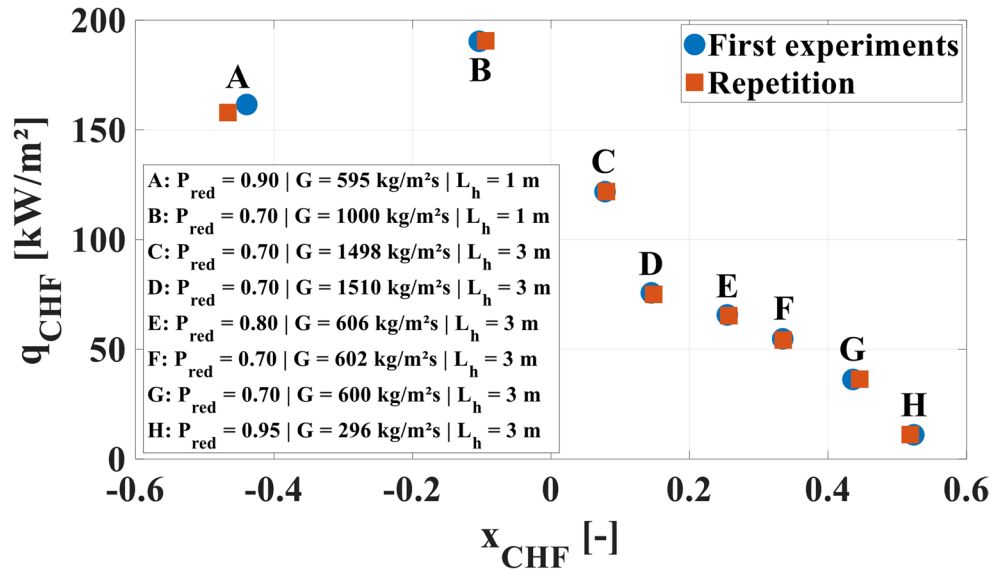 200
150
100
50
0
q_CHF [kW/m²]
-0.6
-0.4
-0.2
0
0.2
0.4
0.6
x_CHF [-]
First experiments
Repetition
A
B
C
D
E
F
G
H
A: P_red = 0.90 | G = 595 kg/m²s | L_h = 1 m
B: P_red = 0.70 | G = 1000 kg/m²s | L_h = 1 m
C: P_red = 0.70 | G = 1498 kg/m²s | L_h = 3 m
D: P_red = 0.70 | G = 1510 kg/m²s | L_h = 3 m
E: P_red = 0.80 | G = 606 kg/m²s | L_h = 3 m
F: P_red = 0.70 | G = 602 kg/m²s | L_h = 3 m
G: P_red = 0.70 | G = 600 kg/m²s | L_h = 3 m
H: P_red = 0.95 | G = 296 kg/m²s | L_h = 3 m